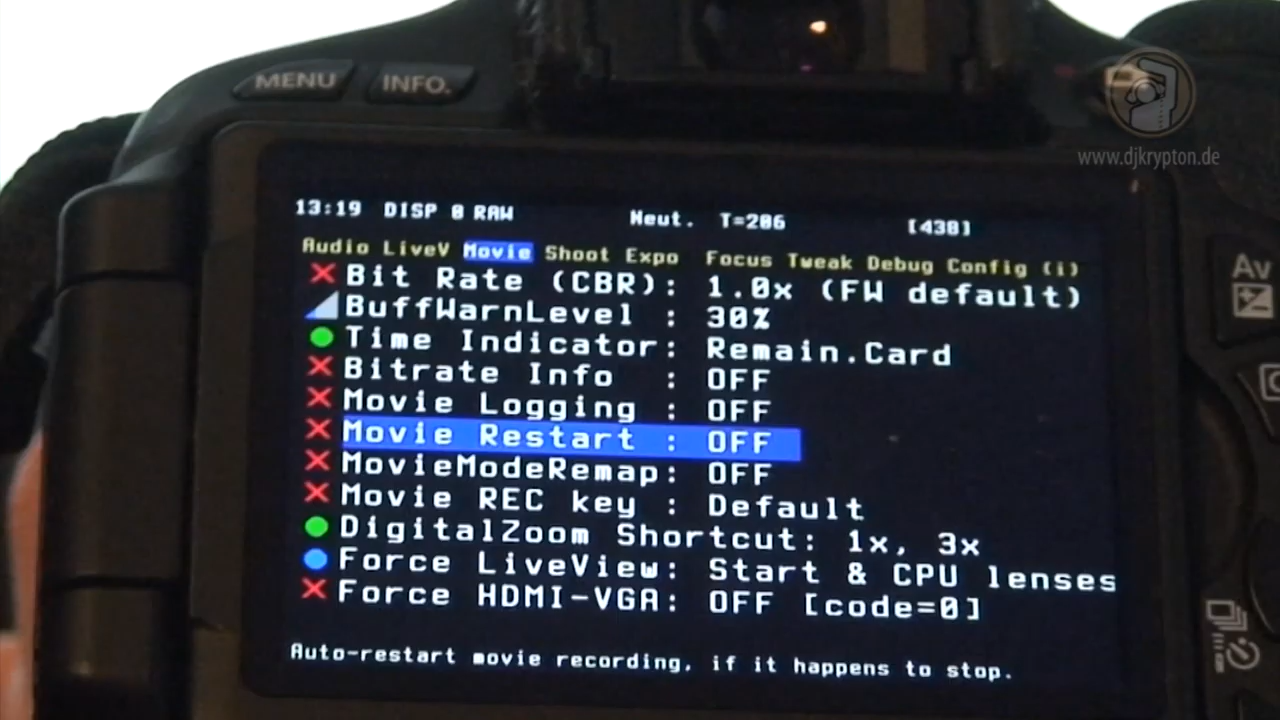 MENU INFO.
www.djkrypton.de
13:19 DISP 0 RAW Neut. T=206 [430]
Audio LiveV Movie Shoot Expo Focus Tweak Debug Config (i)
Bit Rate (CBR): 1.0x (FW default)
BuffWarnLevel : 30%
Time Indicator: Remain.Card
Bitrate Info : OFF
Movie Logging : OFF
Movie Restart : OFF
MovieModeRemap: OFF
Movie REC key : Default
DigitalZoom Shortcut: 1x, 3x
Force LiveView: Start & CPU lenses
Force HDMI-VGA: OFF [code=0]
Auto-restart movie recording, if it happens to stop.
Av